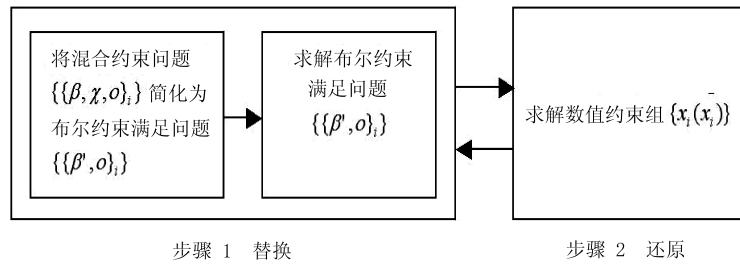 将混合约束问题
{{β,χ,o}ᵢ} 简化为
布尔约束满足问题
{{β',o}ᵢ}
求解布尔约束
满足问题
{{β',o}ᵢ}
求解数值约束组 {xᵢ(x̄ᵢ)}
步骤 1 替换
步骤 2 还原